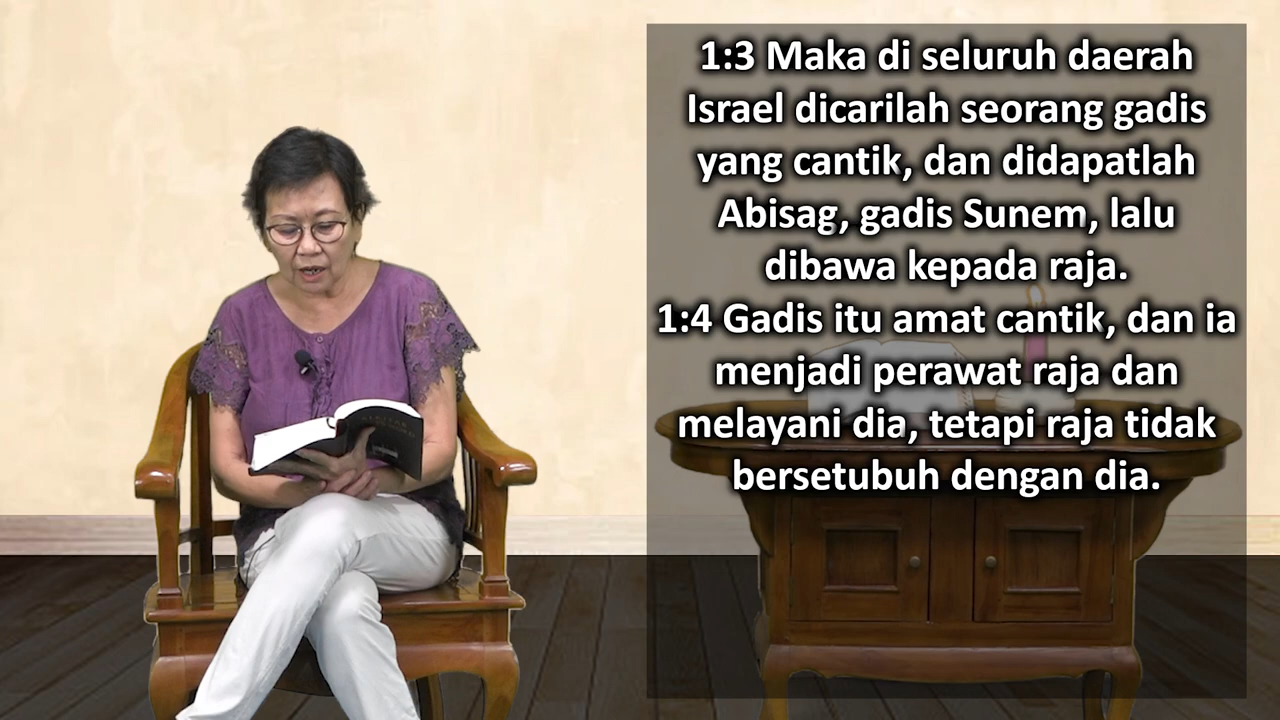 1:3 Maka di seluruh daerah
Israel dicarilah seorang gadis
yang cantik, dan didapatlah
Abisag, gadis Sunem, lalu
dibawa kepada raja.
1:4 Gadis itu amat cantik, dan ia
menjadi perawat raja dan
melayani dia, tetapi raja tidak
bersetubuh dengan dia.